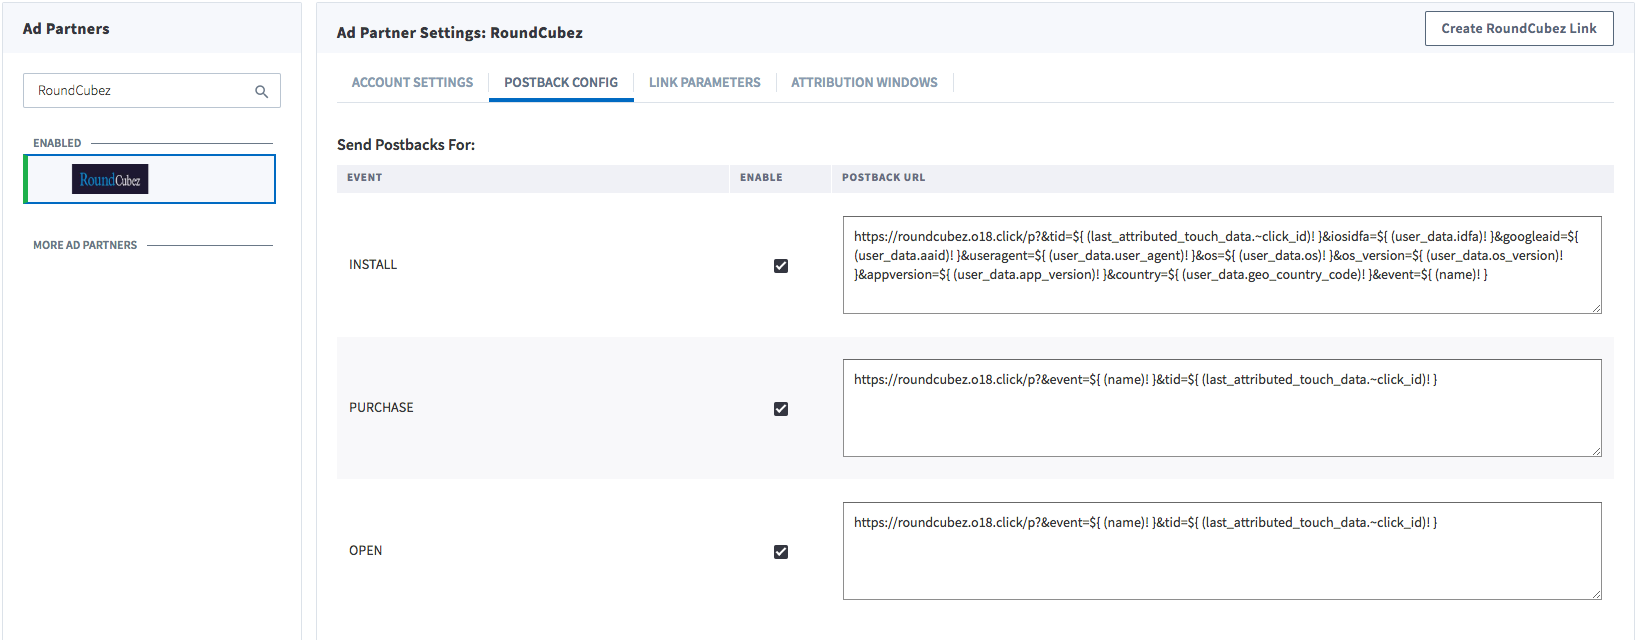 Ad Partners
RoundCubez
ENABLED
RoundCubez
MORE AD PARTNERS
Ad Partner Settings: RoundCubez
Create RoundCubez Link
ACCOUNT SETTINGS
POSTBACK CONFIG
LINK PARAMETERS
ATTRIBUTION WINDOWS
Send Postbacks For:
EVENT
ENABLE
POSTBACK URL
INSTALL
https://roundcubez.o18.click/p?&tid=${ (last_attributed_touch_data.~click_id)! }&iosidfa=${ (user_data.idfa)! }&googleaid=${
(user_data.aaid)! }&useragent=${ (user_data.user_agent)! }&os=${ (user_data.os)! }&os_version=${ (user_data.os_version)!
}&appversion=${ (user_data.app_version)! }&country=${ (user_data.geo_country_code)! }&event=${ (name)! }
PURCHASE
https://roundcubez.o18.click/p?&event=${ (name)! }&tid=${ (last_attributed_touch_data.~click_id)! }
OPEN
https://roundcubez.o18.click/p?&event=${ (name)! }&tid=${ (last_attributed_touch_data.~click_id)! }